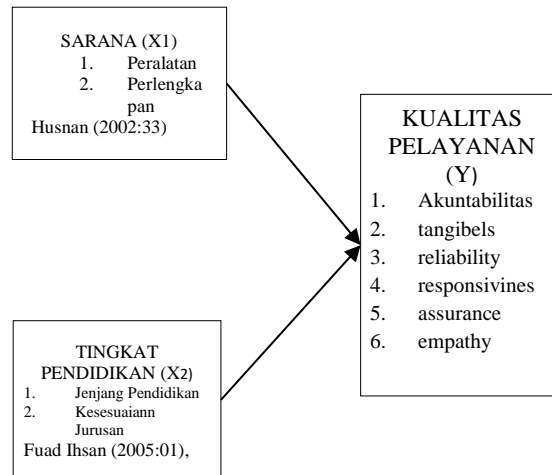 SARANA (X1)
1. Peralatan
2. Perlengka
pan
Husnan (2002:33)
KUALITAS
PELAYANAN
(Y)
1. Akuntabilitas
2. tangibels
3. reliability
4. responsivines
5. assurance
6. empathy
TINGKAT
PENDIDIKAN (X2)
1. Jenjang Pendidikan
2. Kesesuaiann
Jurusan
Fuad Ihsan (2005:01),